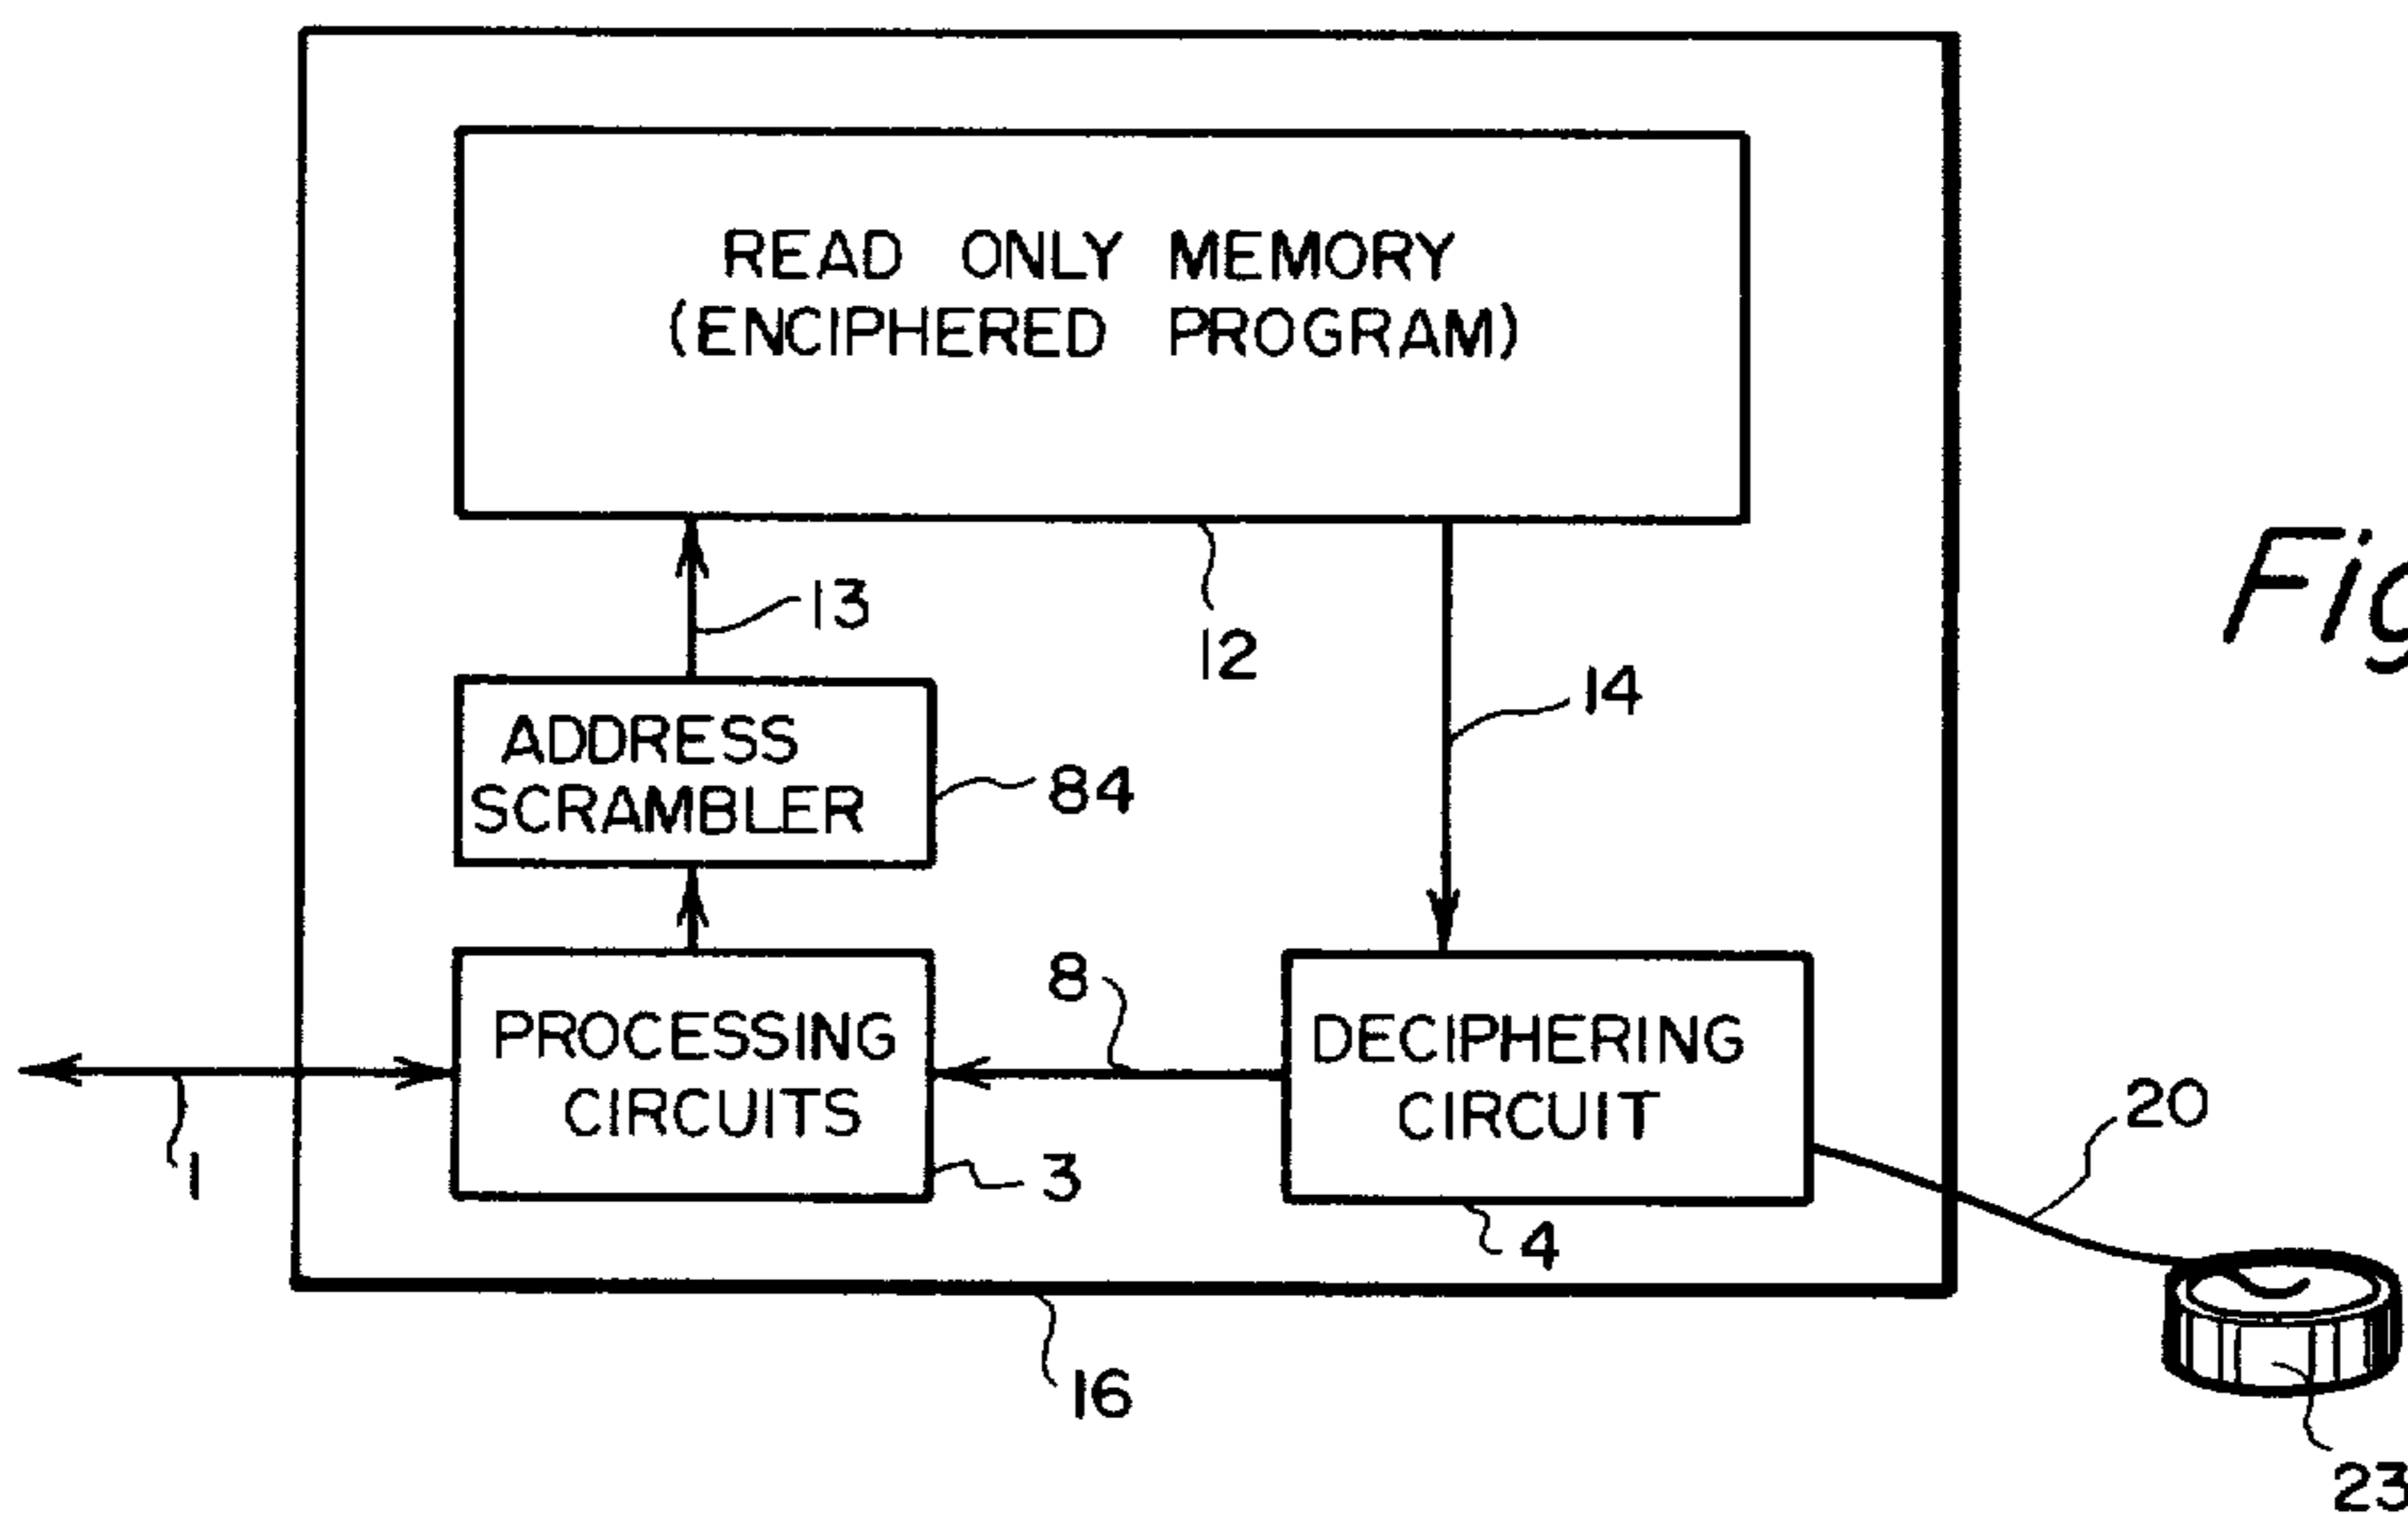 READ ONLY MEMORY
(ENCIPHERED PROGRAM)
13
12
14
Fig
ADDRESS
SCRAMBLER
84
8
PROCESSING
CIRCUITS
DECIPHERING
CIRCUIT
20
1
3
4
16
23